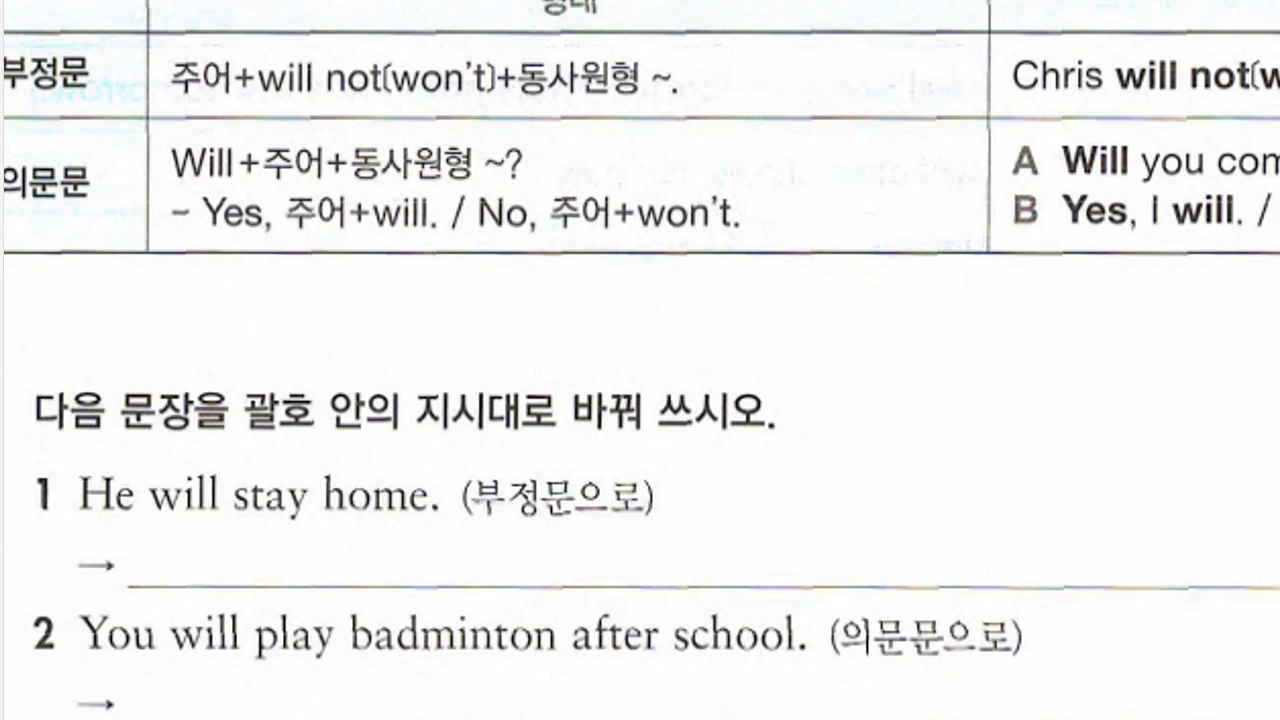 형태
부정문 주어+will not(won't)+동사원형 ~ Chris will not(w
의문문 Will+주어+동사원형 ~? A Will you com
- Yes, 주어+will. / No, 주어+won't. B Yes, I will. /
다음 문장을 괄호 안의 지시대로 바꿔 쓰시오.
1 He will stay home. (부정문으로)
→
2 You will play badminton after school. (의문문으로)
→